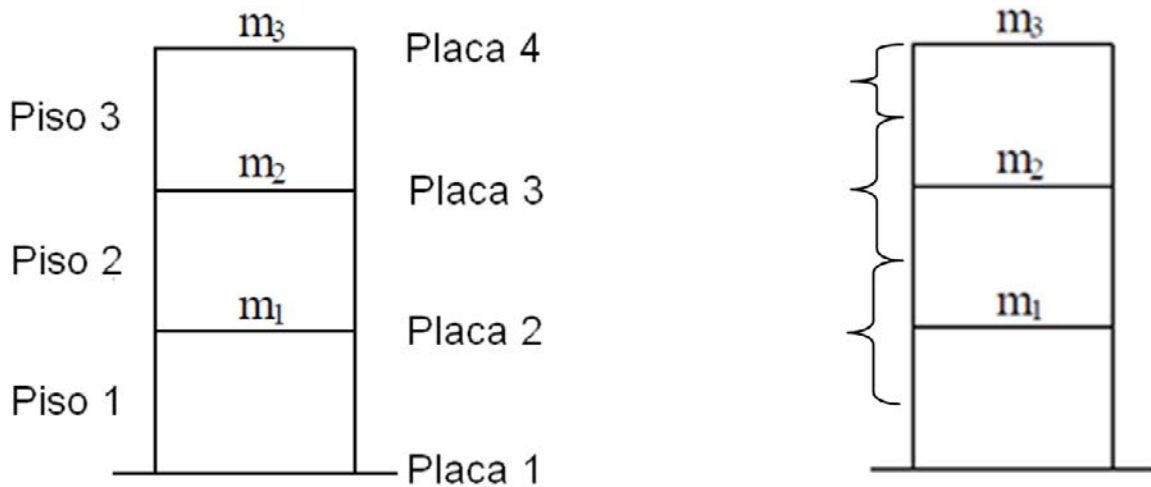 m₃
Placa 4
Piso 3
m₂
Placa 3
Piso 2
m₁
Placa 2
Piso 1
Placa 1
m₃
m₂
m₁